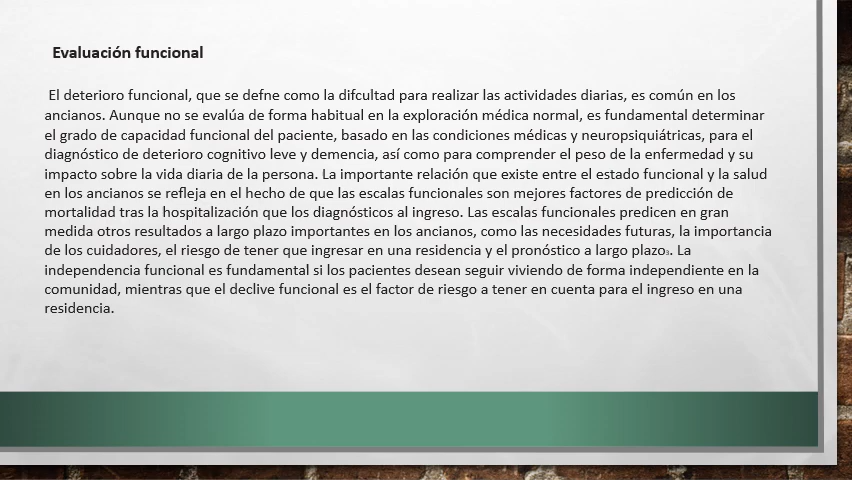 Evaluación funcional
El deterioro funcional, que se defne como la difcultad para realizar las actividades diarias, es común en los
ancianos. Aunque no se evalúa de forma habitual en la exploración médica normal, es fundamental determinar
el grado de capacidad funcional del paciente, basado en las condiciones médicas y neuropsiquiátricas, para el
diagnóstico de deterioro cognitivo leve y demencia, así como para comprender el peso de la enfermedad y su
impacto sobre la vida diaria de la persona. La importante relación que existe entre el estado funcional y la salud
en los ancianos se refleja en el hecho de que las escalas funcionales son mejores factores de predicción de
mortalidad tras la hospitalización que los diagnósticos al ingreso. Las escalas funcionales predicen en gran
medida otros resultados a largo plazo importantes en los ancianos, como las necesidades futuras, la importancia
de los cuidadores, el riesgo de tener que ingresar en una residencia y el pronóstico a largo plazo₃. La
independencia funcional es fundamental si los pacientes desean seguir viviendo de forma independiente en la
comunidad, mientras que el declive funcional es el factor de riesgo a tener en cuenta para el ingreso en una
residencia.